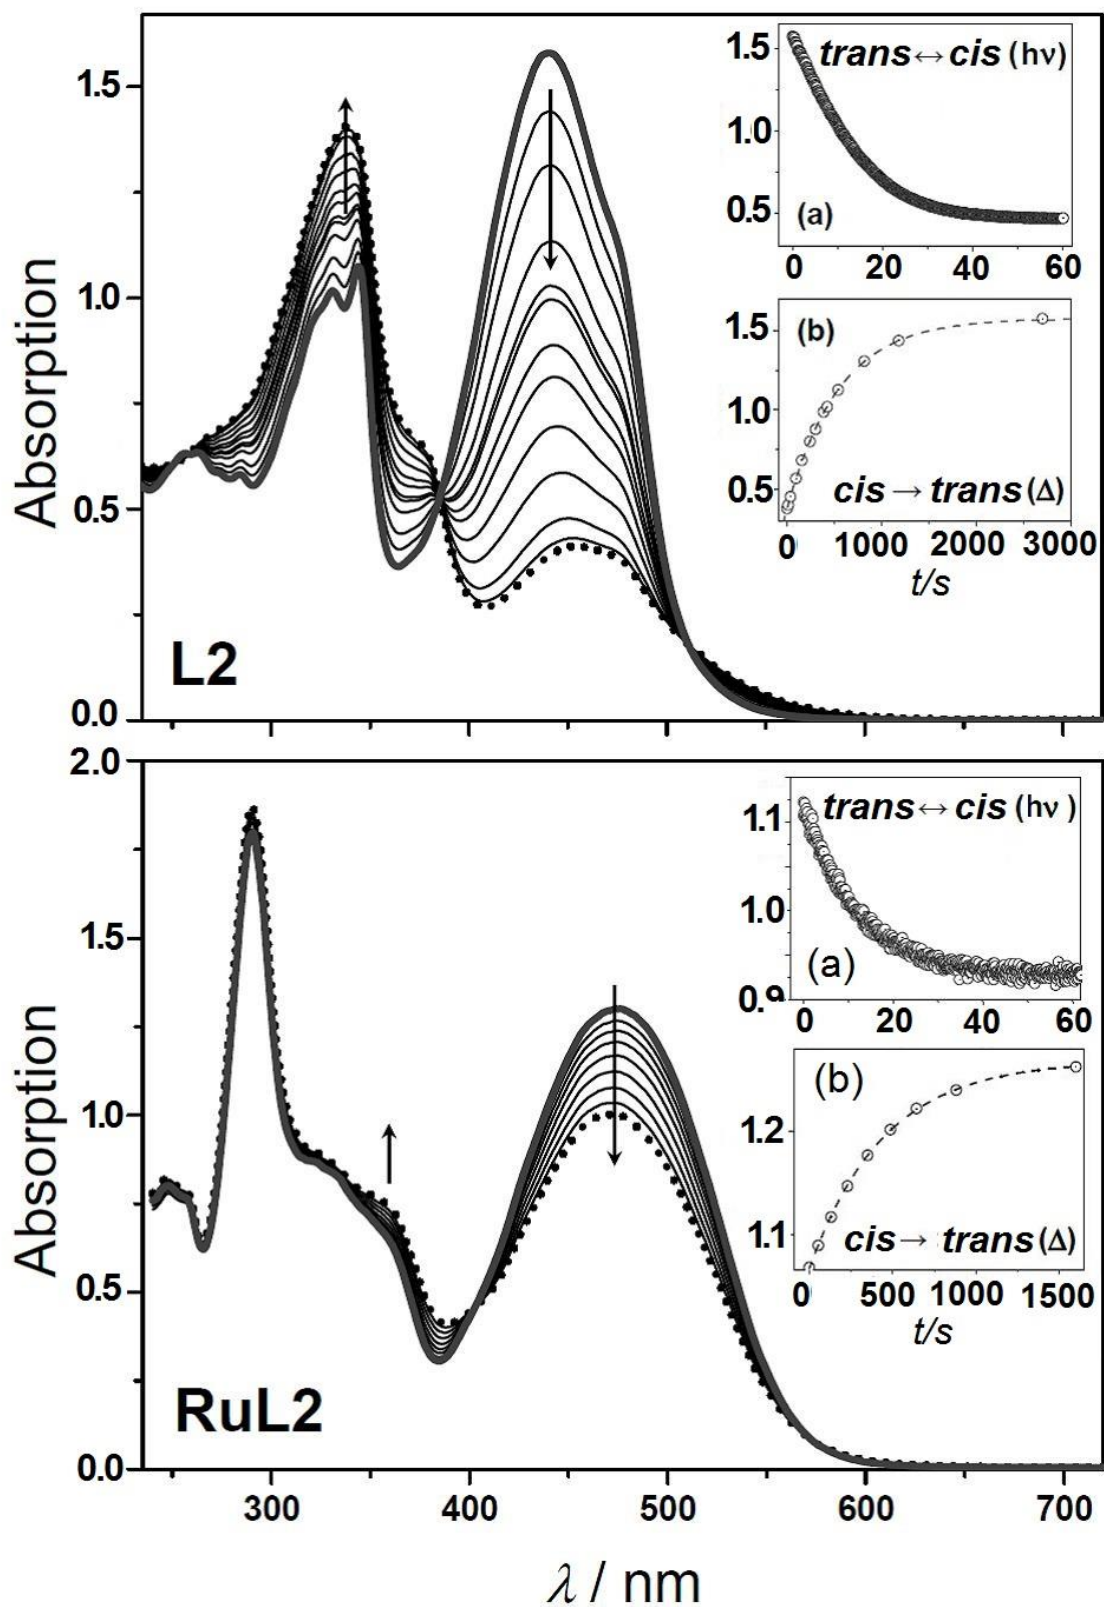 Absorption
1.5
1.0
0.5
0.0
L2
trans↔cis (hν)
1.5
1.0
0.5
(a)
0 20 40 60
(b)
1.5
1.0
0.5
cis→trans(Δ)
0 1000 2000 3000
t/s
Absorption
2.0
1.5
1.0
0.5
0.0
RuL2
trans↔cis (hν)
1.1
1.0
0.9
(a)
0 20 40 60
(b)
1.2
1.1
cis→ trans(Δ)
0 500 1000 1500
t/s
300 400 500 600 700
λ / nm